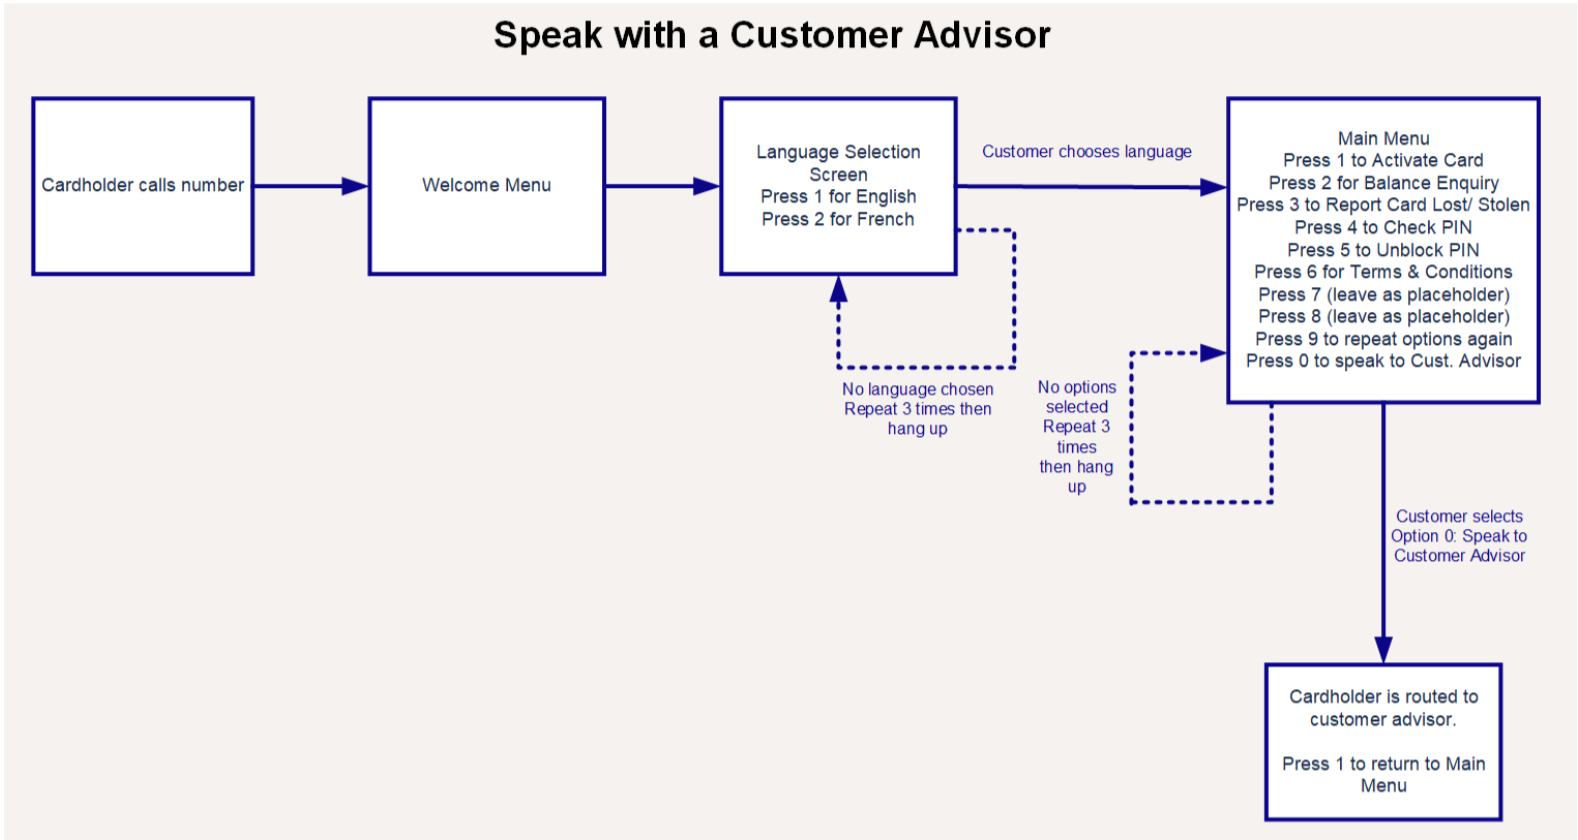 Speak with a Customer Advisor
Cardholder calls number
Welcome Menu
Language Selection
Screen
Press 1 for English
Press 2 for French
Customer chooses language
Main Menu
Press 1 to Activate Card
Press 2 for Balance Enquiry
Press 3 to Report Card Lost/ Stolen
Press 4 to Check PIN
Press 5 to Unblock PIN
Press 6 for Terms & Conditions
Press 7 (leave as placeholder)
Press 8 (leave as placeholder)
Press 9 to repeat options again
Press 0 to speak to Cust. Advisor
No language chosen
Repeat 3 times then
hang up
No options
selected
Repeat 3
times
then hang
up
Customer selects
Option 0: Speak to
Customer Advisor
Cardholder is routed to
customer advisor.
Press 1 to return to Main
Menu